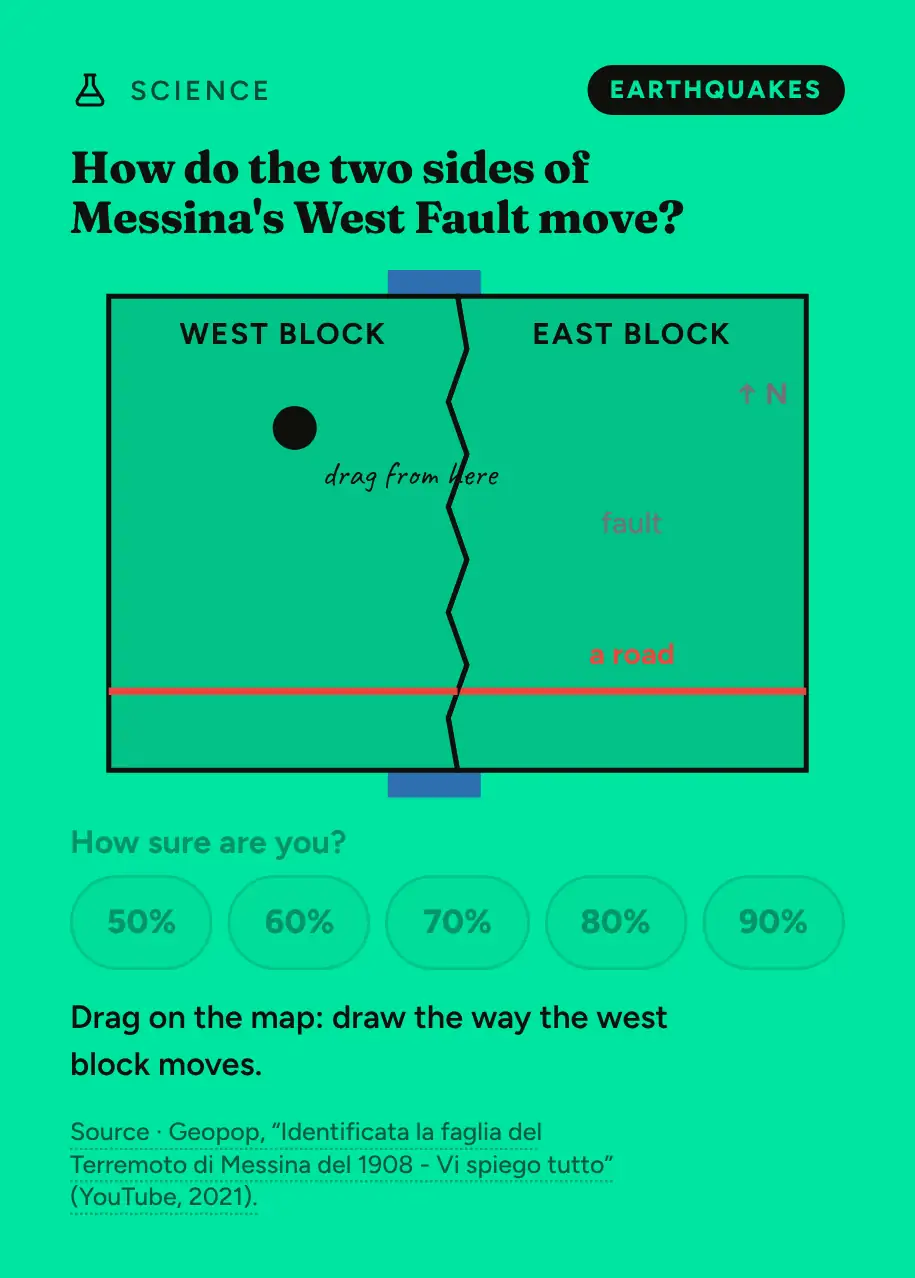 SCIENCE
EARTHQUAKES
How do the two sides of
Messina's West Fault move?
WEST BLOCK
EAST BLOCK
↑ N
drag from here
fault
a road
How sure are you?
50%
60%
70%
80%
90%
Drag on the map: draw the way the west
block moves.
Source · Geopop, “Identificata la faglia del
Terremoto di Messina del 1908 - Vi spiego tutto”
(YouTube, 2021).